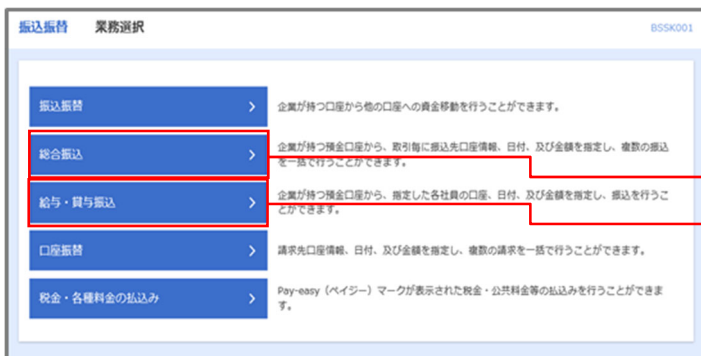 振込振替 業務選択 BSSK001
振込振替 企業が持つ口座から他の口座への資金移動を行うことができます。
総合振込 企業が持つ預金口座から、取引毎に振込先口座情報、日付、及び金額を指定し、複数の振込
を一括で行うことができます。
給与・賞与振込 企業が持つ預金口座から、指定した各社員の口座、日付、及び金額を指定し、振込を行うこ
とができます。
口座振替 請求先口座情報、日付、及び金額を指定し、複数の請求を一括で行うことができます。
税金・各種料金の払込み Pay-easy（ペイジー）マークが表示された税金・公共料金等の払込みを行うことができま
す。